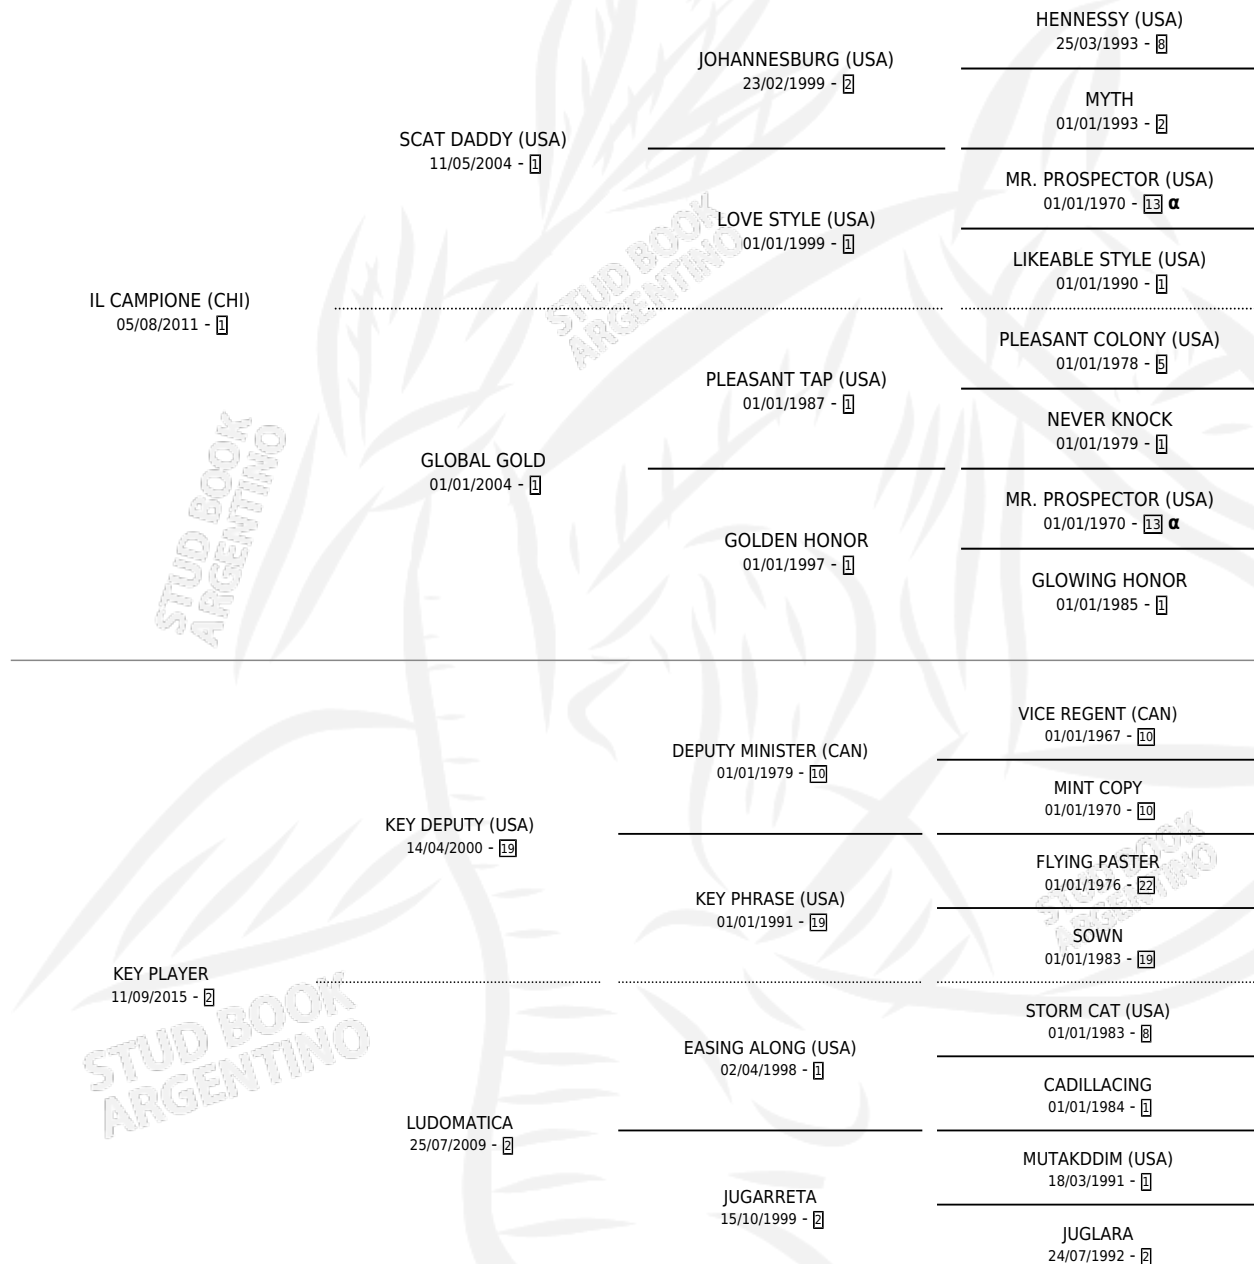 HENNESSY (USA)
25/03/1993 - 8
JOHANNESBURG (USA)
23/02/1999 - 2
MYTH
01/01/1993 - 2
SCAT DADDY (USA)
11/05/2004 - 1
MR. PROSPECTOR (USA)
01/01/1970 - 13 α
LOVE STYLE (USA)
01/01/1999 - 1
LIKEABLE STYLE (USA)
01/01/1990 - 1
IL CAMPIONE (CHI)
05/08/2011 - 1
PLEASANT COLONY (USA)
01/01/1978 - 5
PLEASANT TAP (USA)
01/01/1987 - 1
NEVER KNOCK
01/01/1979 - 1
GLOBAL GOLD
01/01/2004 - 1
MR. PROSPECTOR (USA)
01/01/1970 - 13 α
GOLDEN HONOR
01/01/1997 - 1
GLOWING HONOR
01/01/1985 - 1
STUD BOOK
ARGENTINO
STUD BOOK
ARGENTINO
VICE REGENT (CAN)
01/01/1967 - 10
DEPUTY MINISTER (CAN)
01/01/1979 - 10
MINT COPY
01/01/1970 - 10
KEY DEPUTY (USA)
14/04/2000 - 19
FLYING PASTER
01/01/1976 - 22
KEY PHRASE (USA)
01/01/1991 - 19
SOWN
01/01/1983 - 19
KEY PLAYER
11/09/2015 - 2
STORM CAT (USA)
01/01/1983 - 8
EASING ALONG (USA)
02/04/1998 - 1
CADILLACING
01/01/1984 - 1
LUDOMATICA
25/07/2009 - 2
MUTAKDDIM (USA)
18/03/1991 - 1
JUGARRETA
15/10/1999 - 2
JUGLARA
24/07/1992 - 2
STUD BOOK
ARGENTINO
STUD BOOK
ARGENTINO